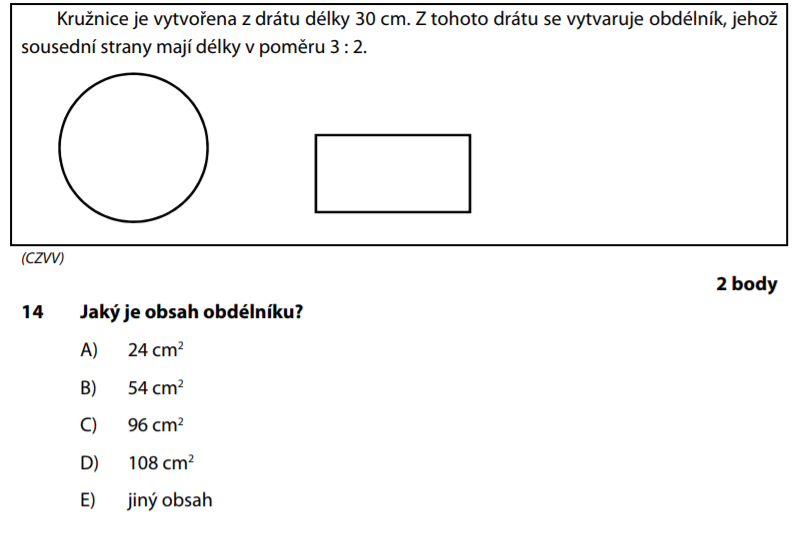 Kružnice je vytvořena z drátu délky 30 cm. Z tohoto drátu se vytvaruje obdélník, jehož
sousední strany mají délky v poměru 3 : 2.
(CZVV)
2 body
14 Jaký je obsah obdélníku?
A) 24 cm²
B) 54 cm²
C) 96 cm²
D) 108 cm²
E) jiný obsah